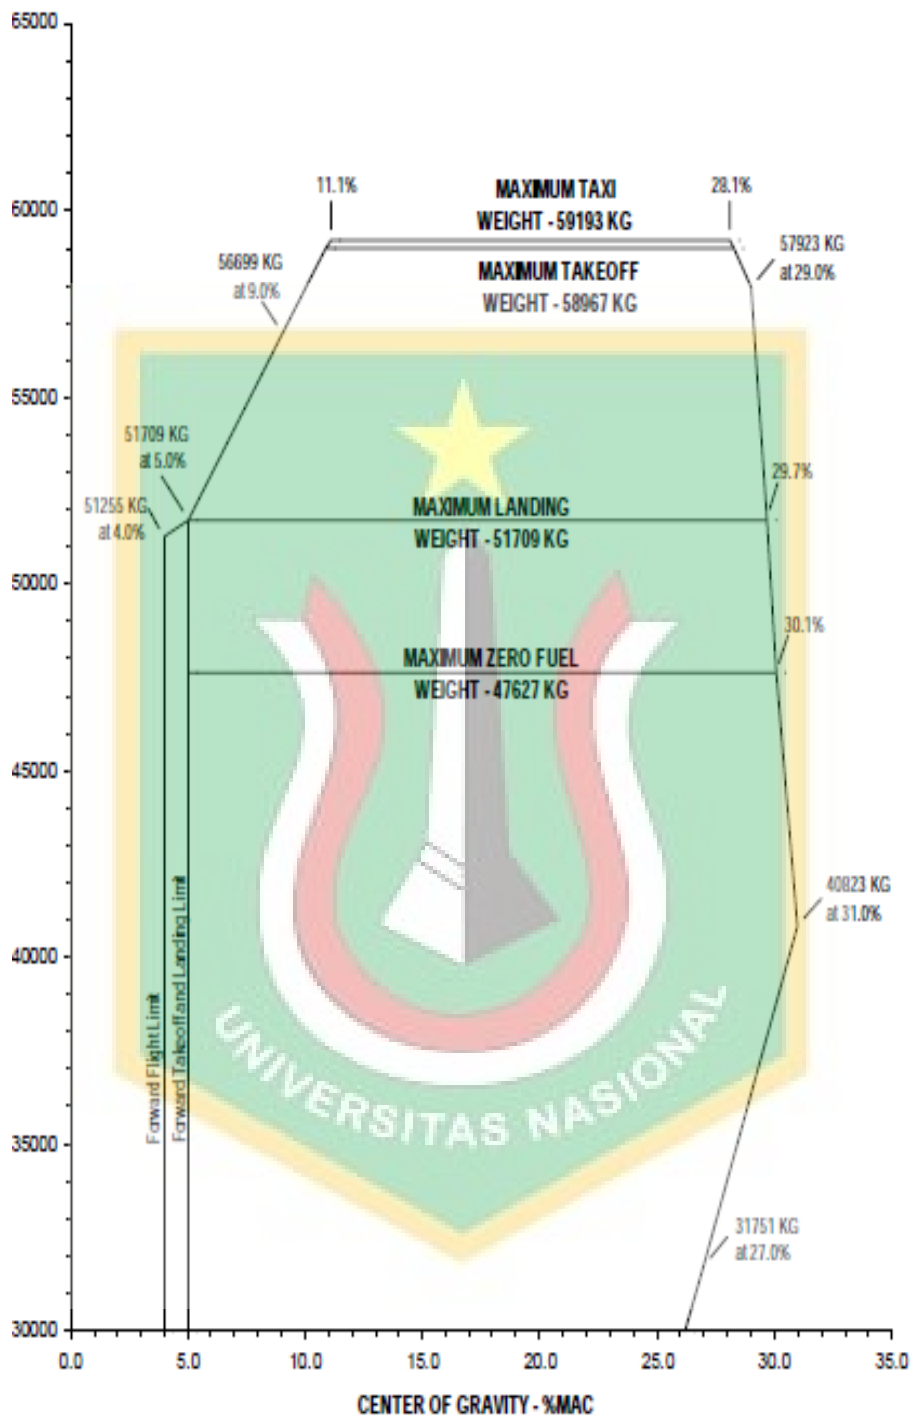 65000
60000
55000
50000
45000
40000
35000
30000
11.1%
MAXIMUM TAXI
WEIGHT - 59193 KG
28.1%
57923 KG
at 29.0%
56699 KG
at 9.0%
MAXIMUM TAKEOFF
WEIGHT - 58967 KG
51709 KG
at 5.0%
29.7%
51255 KG
at 4.0%
MAXIMUM LANDING
WEIGHT - 51709 KG
30.1%
MAXIMUM ZERO FUEL
WEIGHT - 47627 KG
40823 KG
at 31.0%
Forward Flight Limit
Forward Takeoff and Landing Limit
UNIVERSITAS NASIONAL
31751 KG
at 27.0%
0.0 5.0 10.0 15.0 20.0 25.0 30.0 35.0
CENTER OF GRAVITY - %MAC